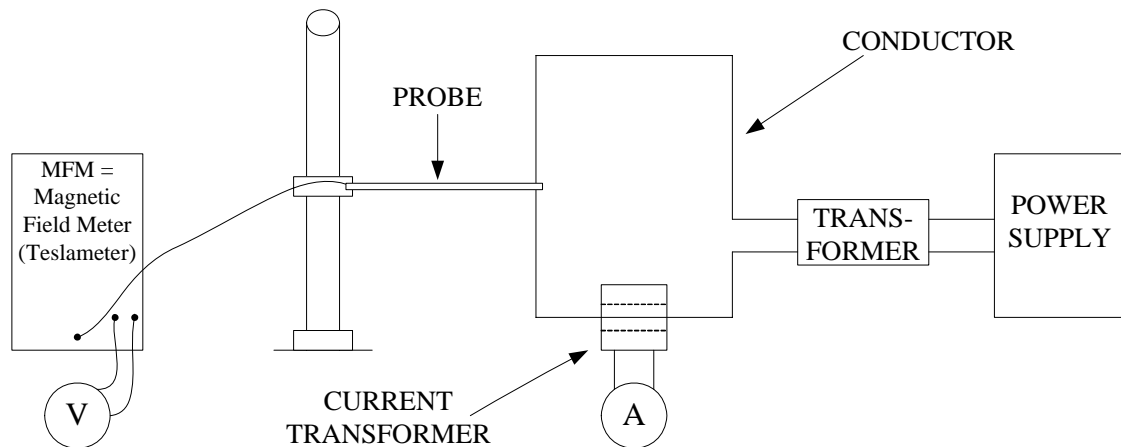 CONDUCTOR
PROBE
MFM =
Magnetic
Field Meter
(Teslameter)
TRANS-
FORMER
POWER
SUPPLY
V
CURRENT
TRANSFORMER
A